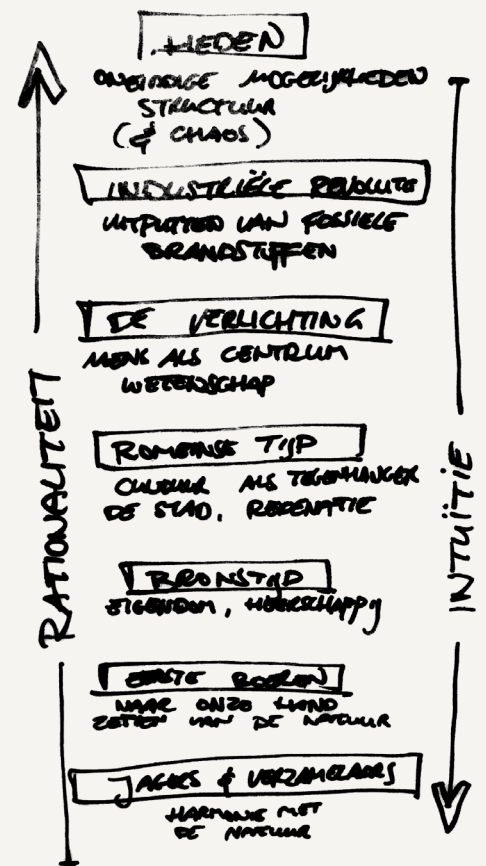 HEDEN
ONEINDIGE MOGELIJKHEDEN
STRUCTUUR
(& CHAOS)
INDUSTRIËLE REVOLUTIE
UITPUTTEN VAN FOSSIELE
BRANDSTOFFEN
DE VERLICHTING
MENS ALS CENTRUM
WETENSCHAP
ROMEINSE TIJD
CULTUUR ALS TEGENHANGER
DE STAD, REDENATIE
BRONSTIJD
EIGENDOM, HEERSCHAPPIJ
EERSTE BOEREN
NAAR ONZE HAND
ZETTEN VAN DE NATUUR
JAGERS & VERZAMELAARS
HARMONIE MET
DE NATUUR
RATIONALITEIT
INTUÏTIE